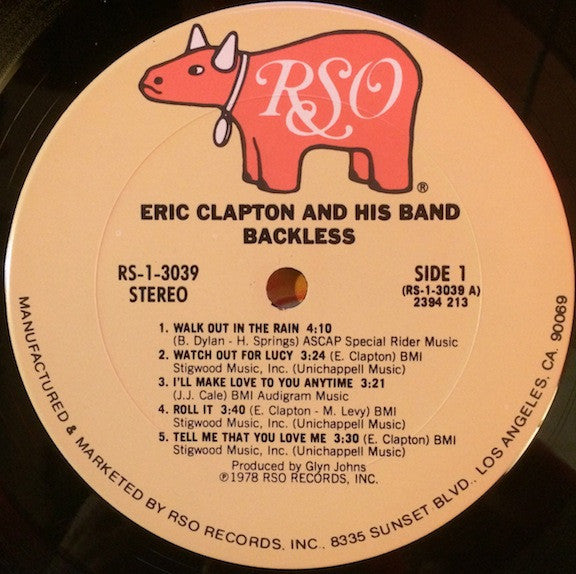 RSO
®
ERIC CLAPTON AND HIS BAND
BACKLESS
RS-1-3039
STEREO
SIDE 1
(RS-1-3039 A)
2394 213
1. WALK OUT IN THE RAIN 4:10
(B. Dylan - H. Springs) ASCAP Special Rider Music
2. WATCH OUT FOR LUCY 3:24 (E. Clapton) BMI
Stigwood Music, Inc. (Unichappell Music)
3. I'LL MAKE LOVE TO YOU ANYTIME 3:21
(J.J. Cale) BMI Audigram Music
4. ROLL IT 3:40 (E. Clapton - M. Levy) BMI
Stigwood Music, Inc. (Unichappell Music)
5. TELL ME THAT YOU LOVE ME 3:30 (E. Clapton) BMI
Stigwood Music, Inc. (Unichappell Music)
Produced by Glyn Johns
℗1978 RSO RECORDS, INC.
MANUFACTURED & MARKETED BY RSO RECORDS, INC., 8335 SUNSET BLVD., LOS ANGELES, CA. 90069